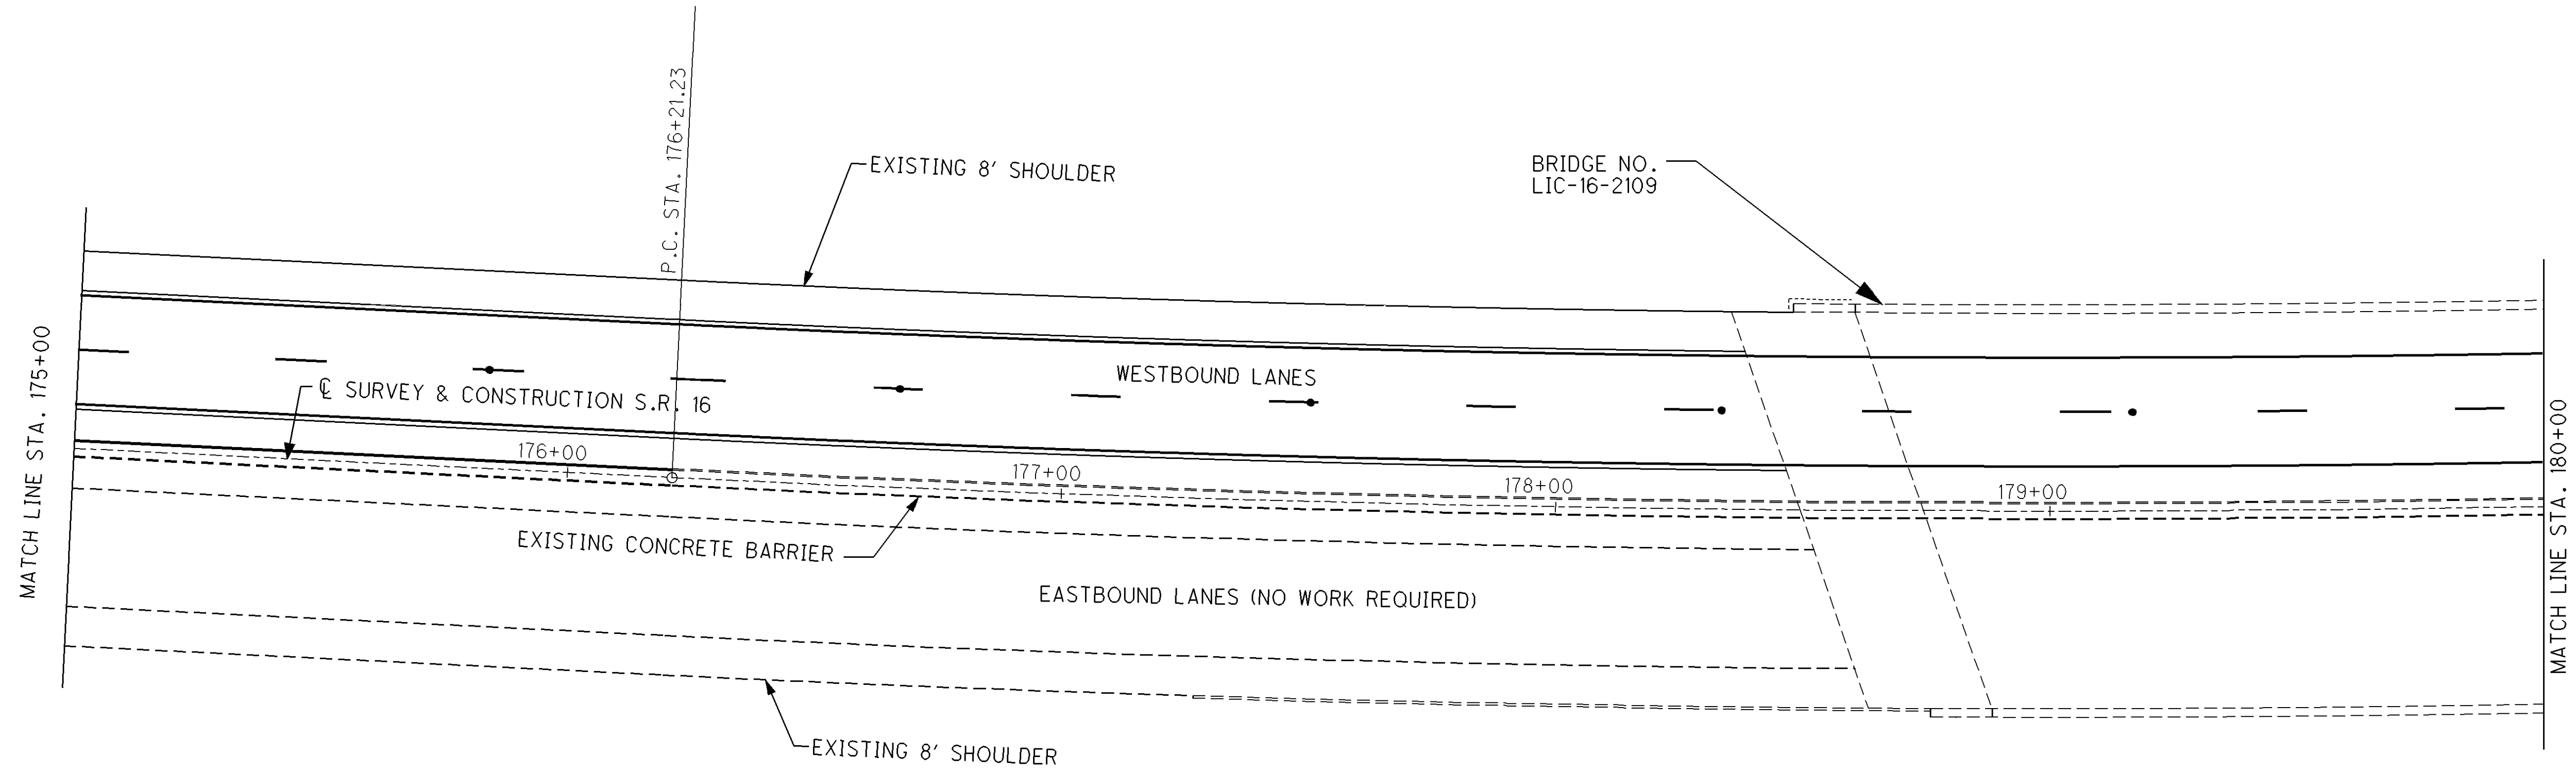 P.C. STA. 176+21.23
EXISTING 8' SHOULDER
BRIDGE NO.
LIC-16-2109
MATCH LINE STA. 175+00
WESTBOUND LANES
℄ SURVEY & CONSTRUCTION S.R. 16
176+00
177+00
178+00
179+00
MATCH LINE STA. 180+00
EXISTING CONCRETE BARRIER
EASTBOUND LANES (NO WORK REQUIRED)
EXISTING 8' SHOULDER